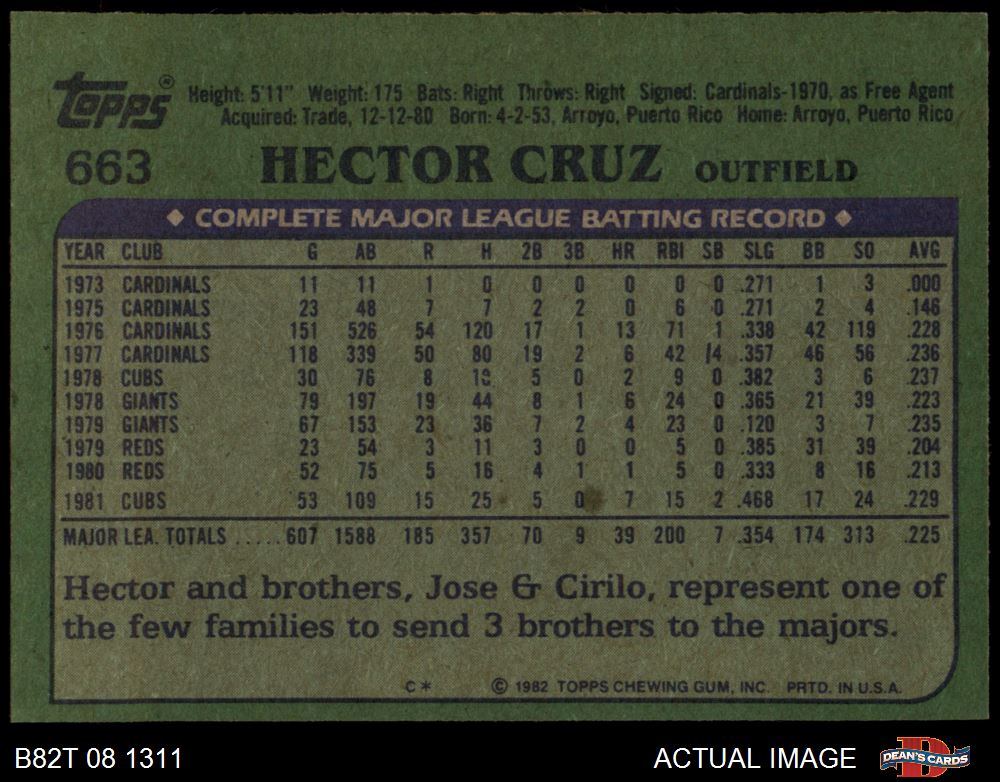 Topps® Height: 5'11" Weight: 175 Bats: Right Throws: Right Signed: Cardinals-1970, as Free Agent
Acquired: Trade, 12-12-80 Born: 4-2-53, Arroyo, Puerto Rico Home: Arroyo, Puerto Rico
663 HECTOR CRUZ OUTFIELD
◆ COMPLETE MAJOR LEAGUE BATTING RECORD ◆
YEAR CLUB G AB R H 2B 3B HR RBI SB SLG BB SO AVG
1973 CARDINALS 11 11 1 0 0 0 0 0 0 .271 1 3 .000
1975 CARDINALS 23 48 7 7 2 2 0 6 0 .271 2 4 .146
1976 CARDINALS 151 526 54 120 17 1 13 71 1 .338 42 119 .228
1977 CARDINALS 118 339 50 80 19 2 6 42 4 .357 46 56 .236
1978 CUBS 30 76 8 18 5 0 2 9 0 .382 3 6 .237
1978 GIANTS 79 197 19 44 8 1 6 24 0 .365 21 39 .223
1979 GIANTS 67 153 23 36 7 2 4 23 0 .120 3 7 .235
1979 REDS 23 54 3 11 3 0 0 5 0 .385 31 39 .204
1980 REDS 52 75 5 16 4 1 1 5 0 .333 8 16 .213
1981 CUBS 53 109 15 25 5 0 7 15 2 .468 17 24 .229
MAJOR LEA. TOTALS ..... 607 1588 185 357 70 9 39 200 7 .354 174 313 .225
Hector and brothers, Jose & Cirilo, represent one of
the few families to send 3 brothers to the majors.
C* © 1982 TOPPS CHEWING GUM, INC. PRTD. IN U.S.A.
B82T 08 1311 ACTUAL IMAGE DEAN'S CARDS